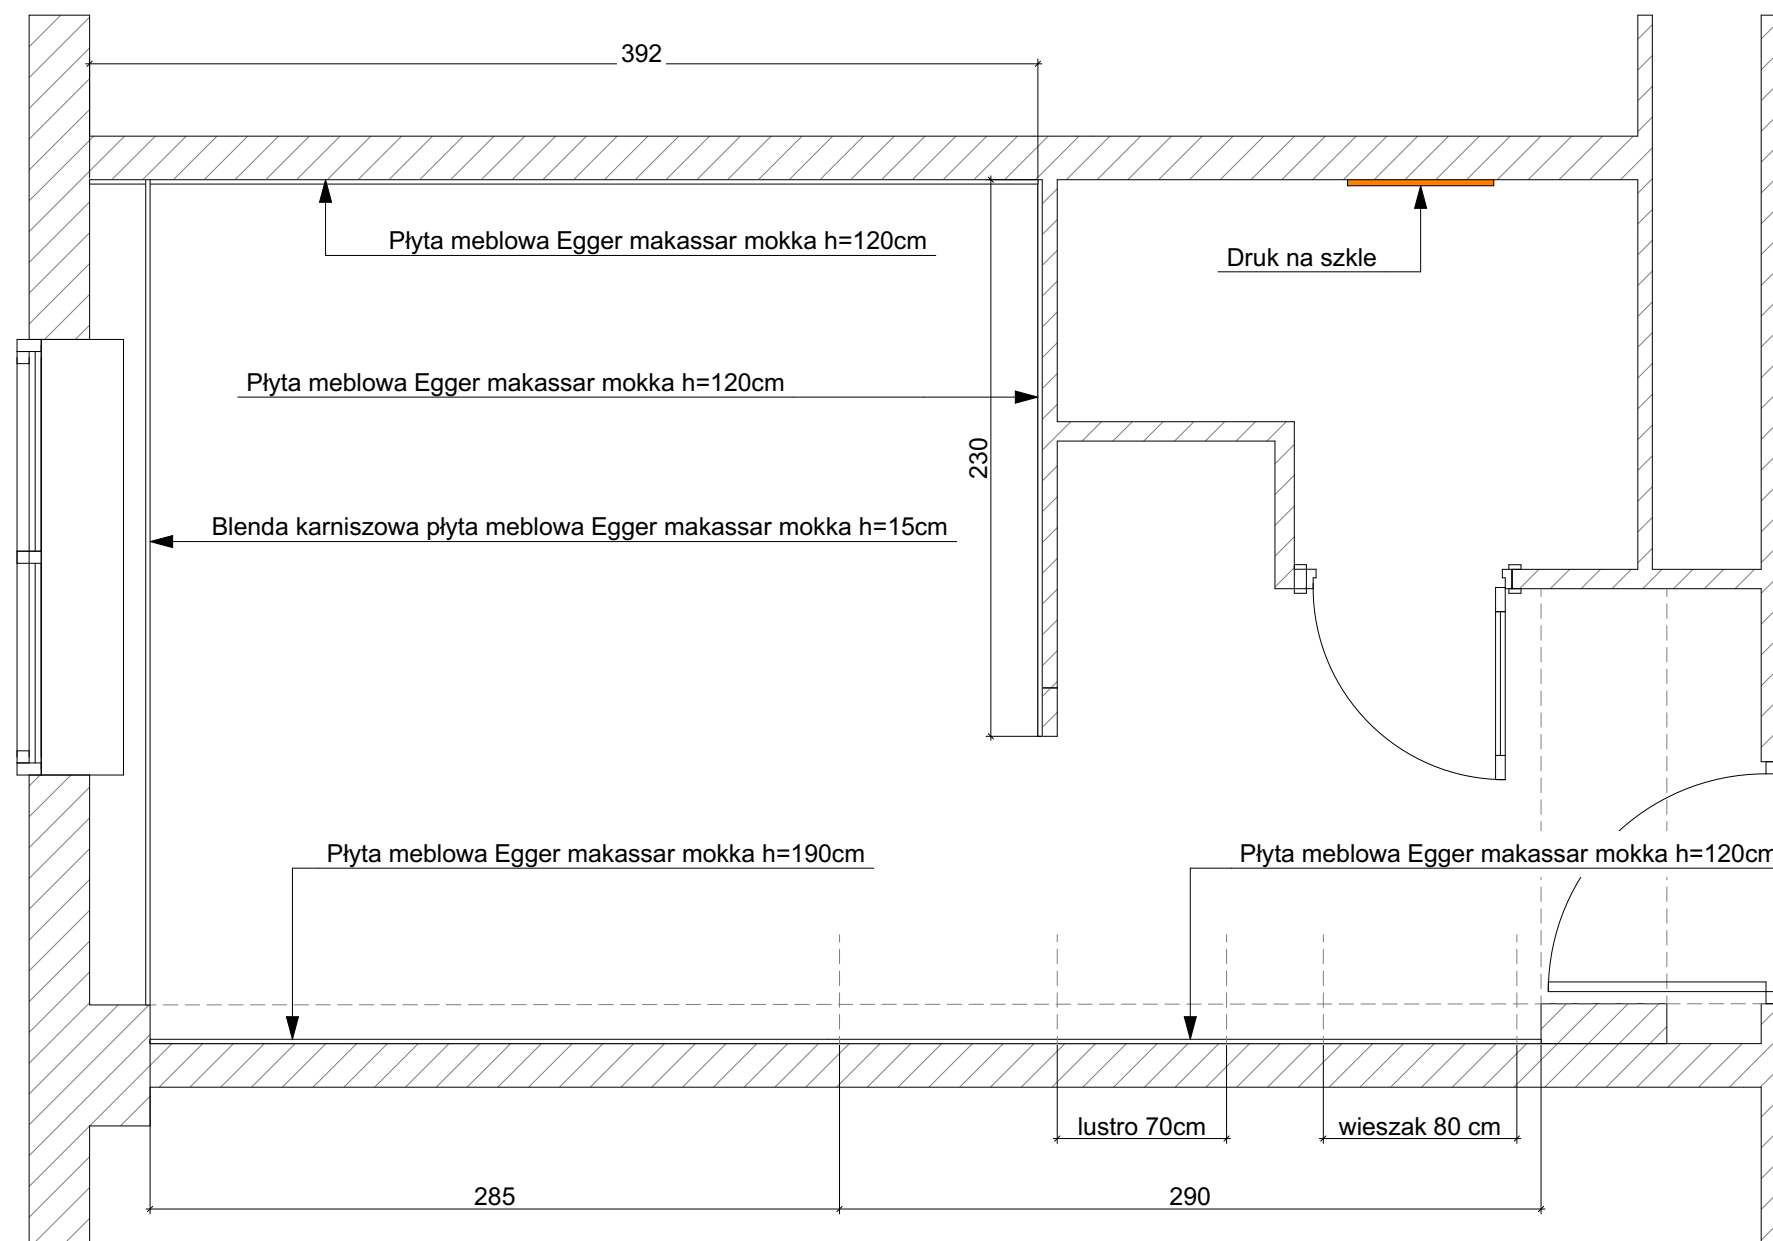 392
Płyta meblowa Egger makassar mokka h=120cm
Druk na szkle
Płyta meblowa Egger makassar mokka h=120cm
230
Blenda karniszowa płyta meblowa Egger makassar mokka h=15cm
Płyta meblowa Egger makassar mokka h=190cm
Płyta meblowa Egger makassar mokka h=120cm
lustro 70cm
wieszak 80 cm
285
290